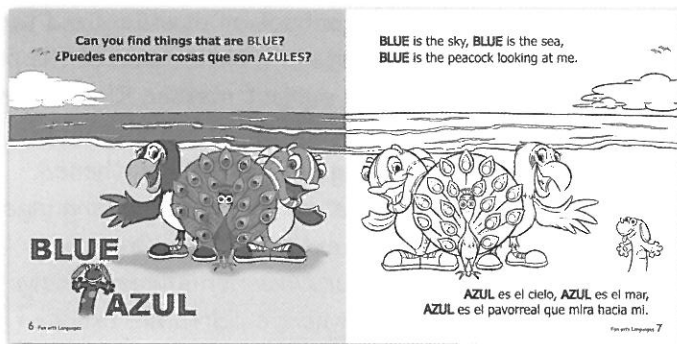 Can you find things that are BLUE?
¿Puedes encontrar cosas que son AZULES?
BLUE
AZUL
6 Fun with Languages
BLUE is the sky, BLUE is the sea,
BLUE is the peacock looking at me.
AZUL es el cielo, AZUL es el mar,
AZUL es el pavorreal que mira hacia mi.
Fun with Languages 7